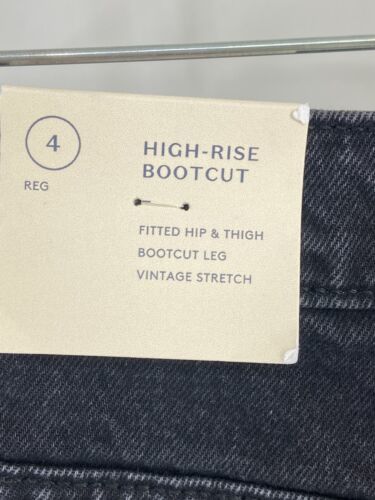 4
REG
HIGH-RISE
BOOTCUT
FITTED HIP & THIGH
BOOTCUT LEG
VINTAGE STRETCH